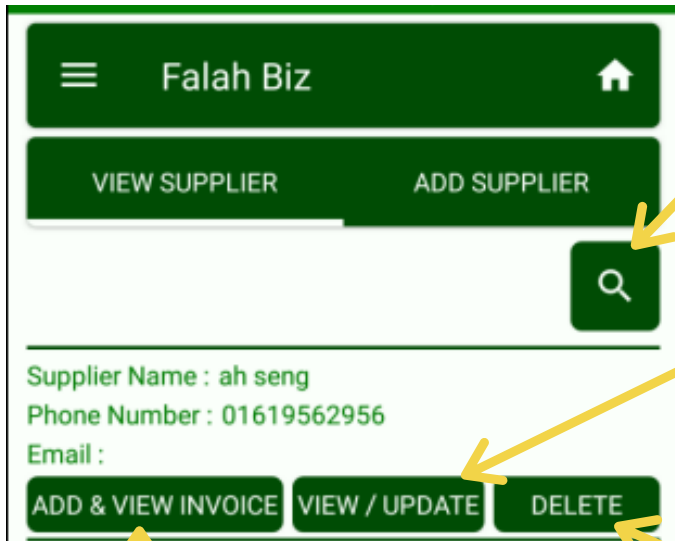 Falah Biz
VIEW SUPPLIER ADD SUPPLIER
Supplier Name : ah seng
Phone Number : 01619562956
Email :
ADD & VIEW INVOICE VIEW / UPDATE DELETE